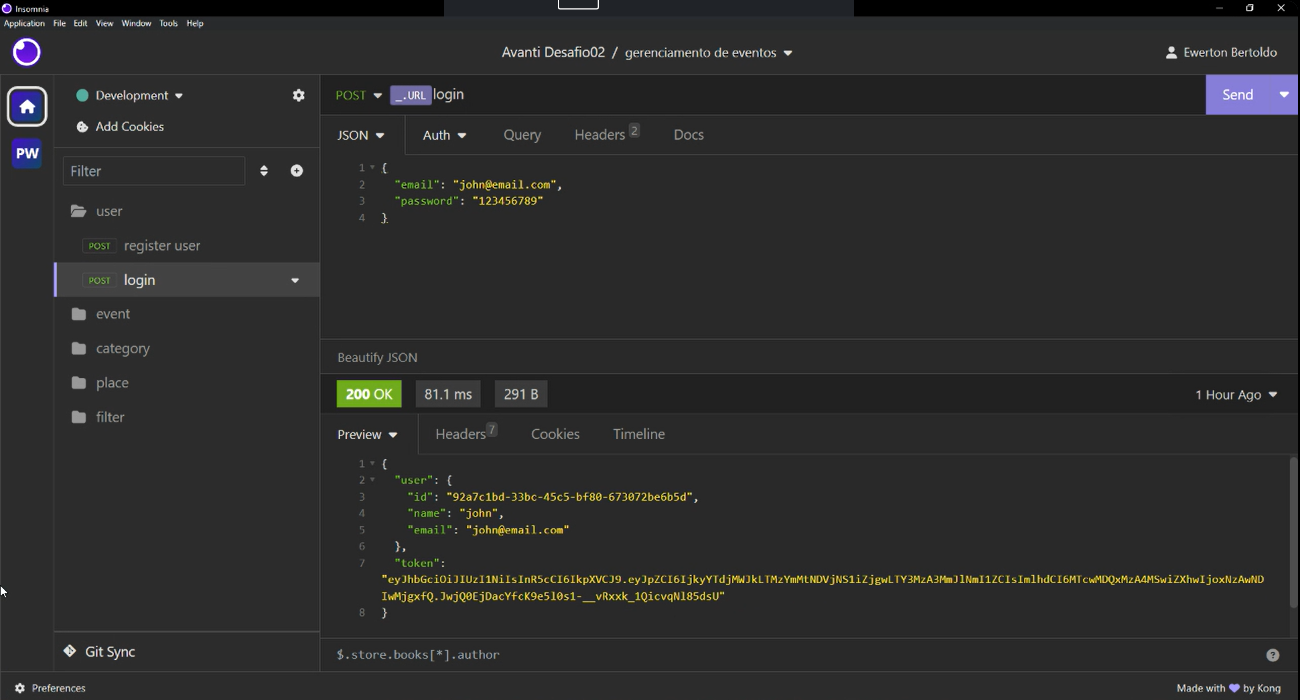 Insomnia
Application File Edit View Window Tools Help
Avanti Desafio02 / gerenciamento de eventos
Ewerton Bertoldo
Development
Add Cookies
PW
Filter
user
POST register user
POST login
event
category
place
filter
Git Sync
Preferences
POST _.URL login
Send
JSON Auth Query Headers 2 Docs
1 {
2 "email": "john@email.com",
3 "password": "123456789"
4 }
Beautify JSON
200 OK 81.1 ms 291 B 1 Hour Ago
Preview Headers 7 Cookies Timeline
1 {
2 "user": {
3 "id": "92a7c1bd-33bc-45c5-bf80-673072be6b5d",
4 "name": "john",
5 "email": "john@email.com"
6 },
7 "token":
"eyJhbGciOiJIUzI1NiIsInR5cCI6IkpXVCJ9.eyJpZCI6IjkyYTdjMWJkLTMzYmMtNDVjNS1iZjgwLTY3MzA3MmJlNmI1ZCIsImlhdCI6MTcwMDQxMzA4MSwiZXhwIjoxNzAwND
IwMjgxfQ.JwjQ0EjDacYfcK9e5l0s1-__vRxxk_1QicvqNl85dsU"
8 }
$.store.books[*].author
?
Made with 💜 by Kong